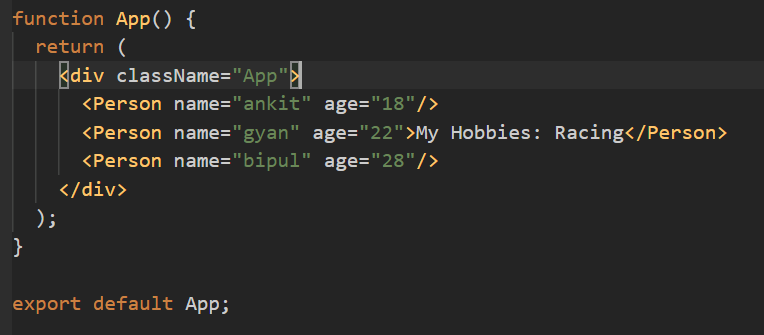 function App() {
  return (
    <div className="App">
      <Person name="ankit" age="18"/>
      <Person name="gyan" age="22">My Hobbies: Racing</Person>
      <Person name="bipul" age="28"/>
    </div>
  );
}

export default App;